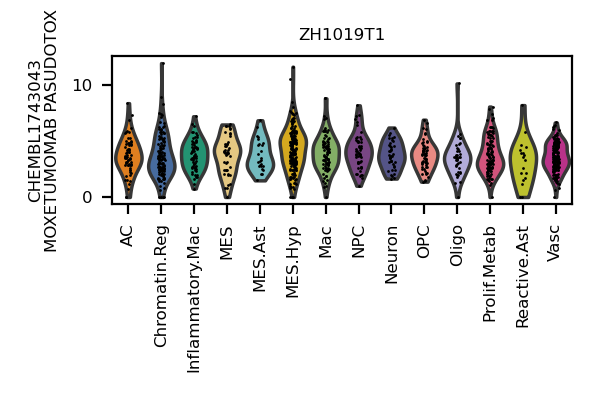 ZH1019T1
CHEMBL1743043
MOXETUMOMAB PASUDOTOX
10
0
AC
Chromatin.Reg
Inflammatory.Mac
MES
MES.Ast
MES.Hyp
Mac
NPC
Neuron
OPC
Oligo
Prolif.Metab
Reactive.Ast
Vasc